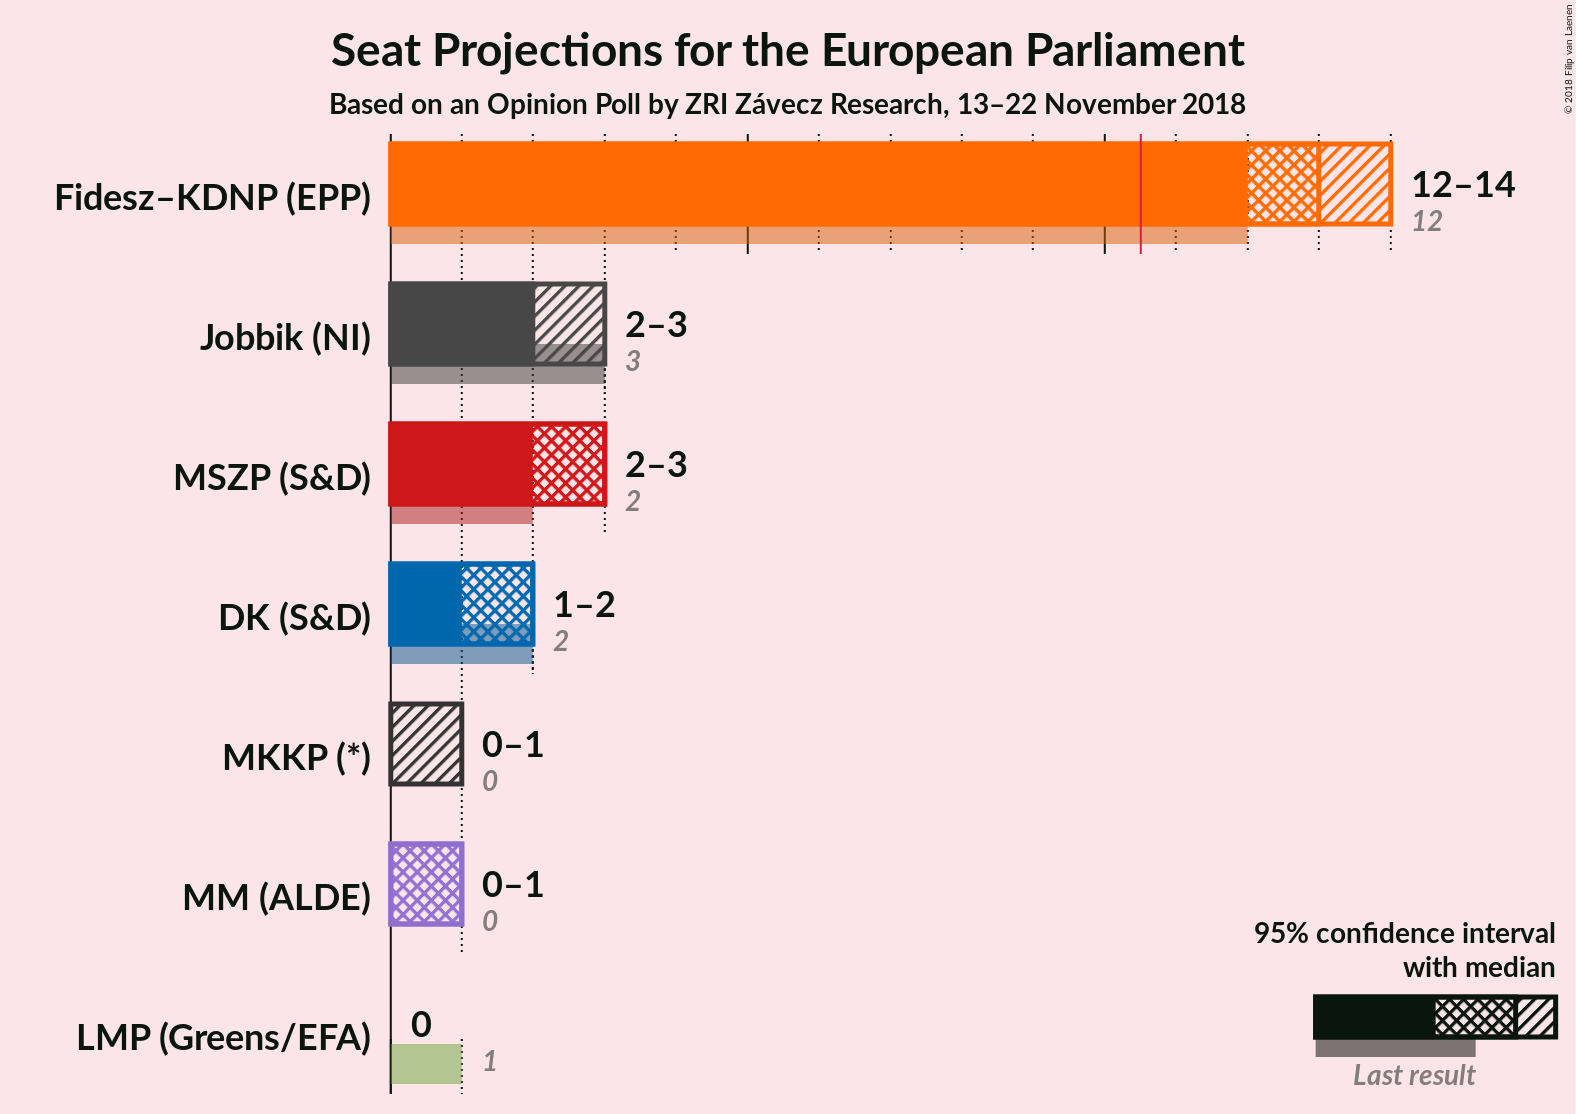 Seat Projections for the European Parliament
Based on an Opinion Poll by ZRI Závecz Research, 13–22 November 2018
© 2018 Filip van Laenen
Fidesz–KDNP (EPP)
12–14
12
Jobbik (NI)
2–3
3
MSZP (S&D)
2–3
2
DK (S&D)
1–2
2
MKKP (*)
0–1
0
MM (ALDE)
0–1
0
LMP (Greens/EFA)
0
1
95% confidence interval
with median
Last result